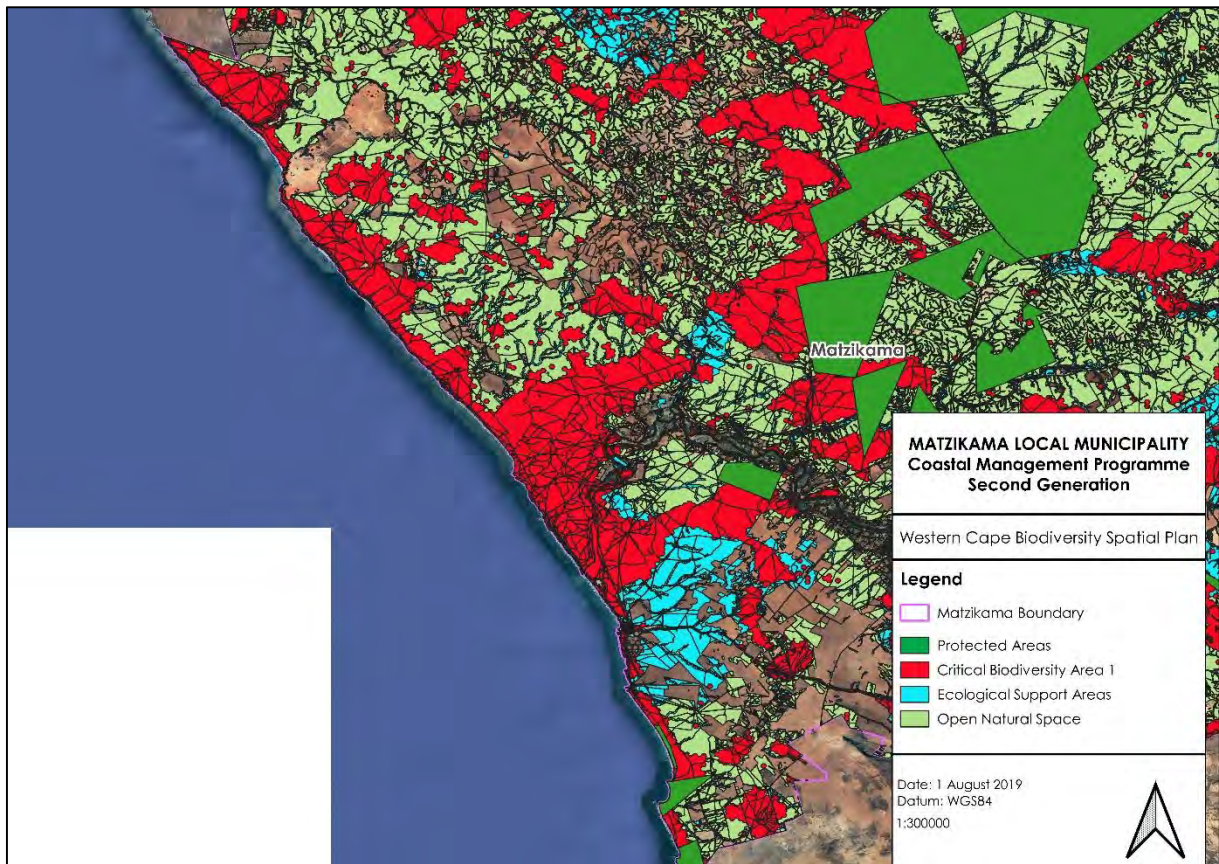 Matzikama
MATZIKAMA LOCAL MUNICIPALITY
Coastal Management Programme
Second Generation
Western Cape Biodiversity Spatial Plan
Legend
Matzikama Boundary
Protected Areas
Critical Biodiversity Area 1
Ecological Support Areas
Open Natural Space
Date: 1 August 2019
Datum: WGS84
1:300000